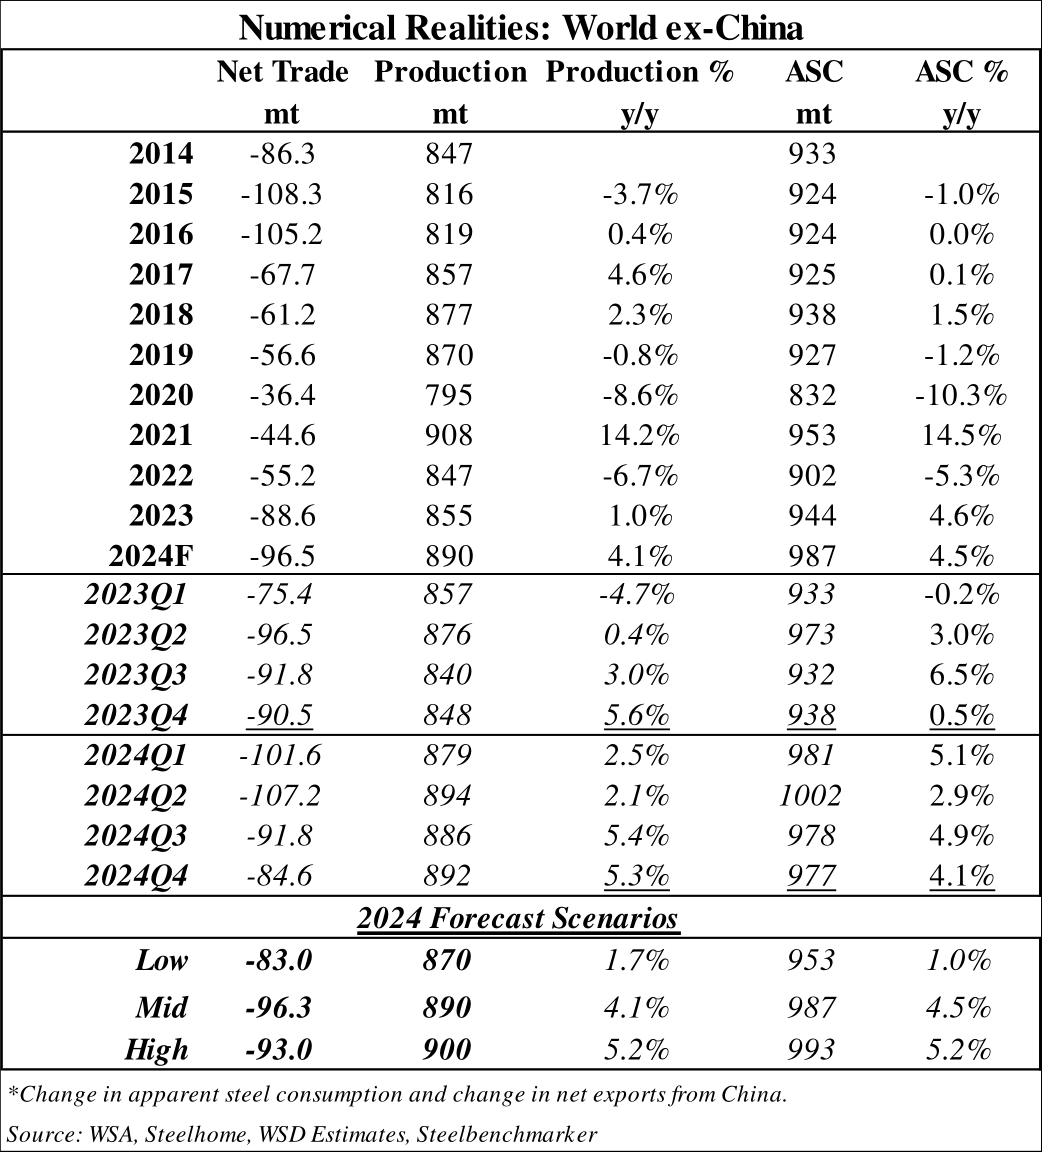 Numerical Realities: World ex-China
Net Trade Production Production % ASC ASC %
mt mt y/y mt y/y
2014 -86.3 847 933
2015 -108.3 816 -3.7% 924 -1.0%
2016 -105.2 819 0.4% 924 0.0%
2017 -67.7 857 4.6% 925 0.1%
2018 -61.2 877 2.3% 938 1.5%
2019 -56.6 870 -0.8% 927 -1.2%
2020 -36.4 795 -8.6% 832 -10.3%
2021 -44.6 908 14.2% 953 14.5%
2022 -55.2 847 -6.7% 902 -5.3%
2023 -88.6 855 1.0% 944 4.6%
2024F -96.5 890 4.1% 987 4.5%
2023Q1 -75.4 857 -4.7% 933 -0.2%
2023Q2 -96.5 876 0.4% 973 3.0%
2023Q3 -91.8 840 3.0% 932 6.5%
2023Q4 -90.5 848 5.6% 938 0.5%
2024Q1 -101.6 879 2.5% 981 5.1%
2024Q2 -107.2 894 2.1% 1002 2.9%
2024Q3 -91.8 886 5.4% 978 4.9%
2024Q4 -84.6 892 5.3% 977 4.1%
2024 Forecast Scenarios
Low -83.0 870 1.7% 953 1.0%
Mid -96.3 890 4.1% 987 4.5%
High -93.0 900 5.2% 993 5.2%
*Change in apparent steel consumption and change in net exports from China.
Source: WSA, Steelhome, WSD Estimates, Steelbenchmarker